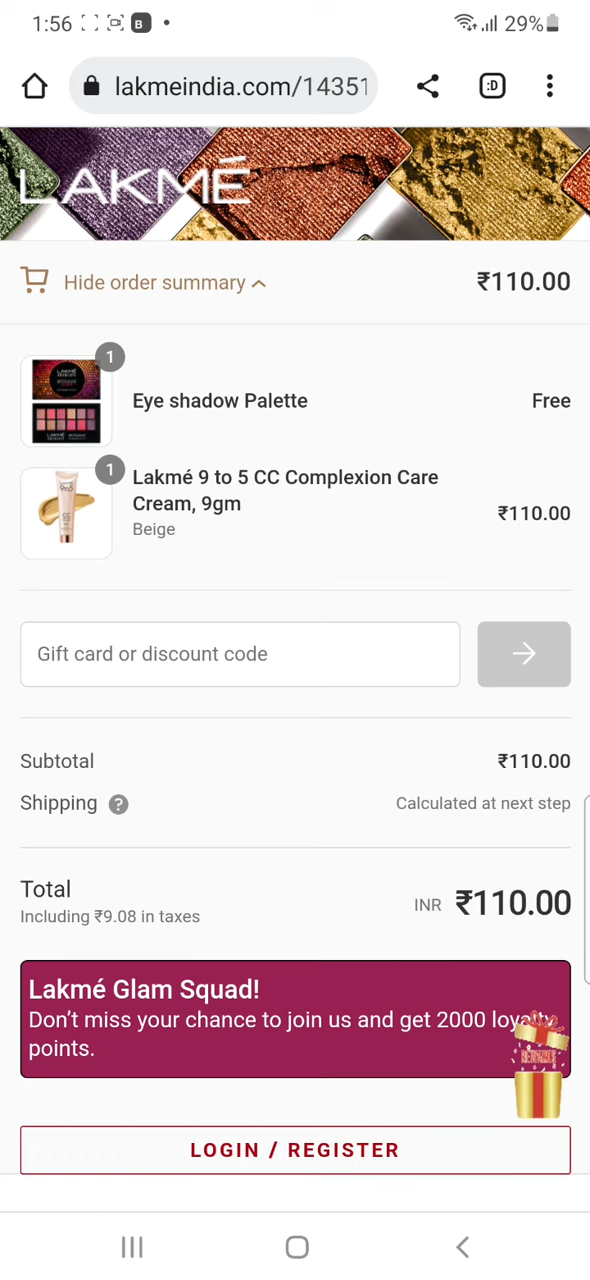 1:56
B
29%
lakmeindia.com/14351
:D
LAKMÉ
Hide order summary
₹110.00
1
Eye shadow Palette
Free
1
Lakmé 9 to 5 CC Complexion Care
Cream, 9gm
₹110.00
Beige
Gift card or discount code
Subtotal
₹110.00
Shipping ?
Calculated at next step
Total
INR ₹110.00
Including ₹9.08 in taxes
Lakmé Glam Squad!
Don't miss your chance to join us and get 2000 loyalty
points.
REWARDS
LOGIN / REGISTER